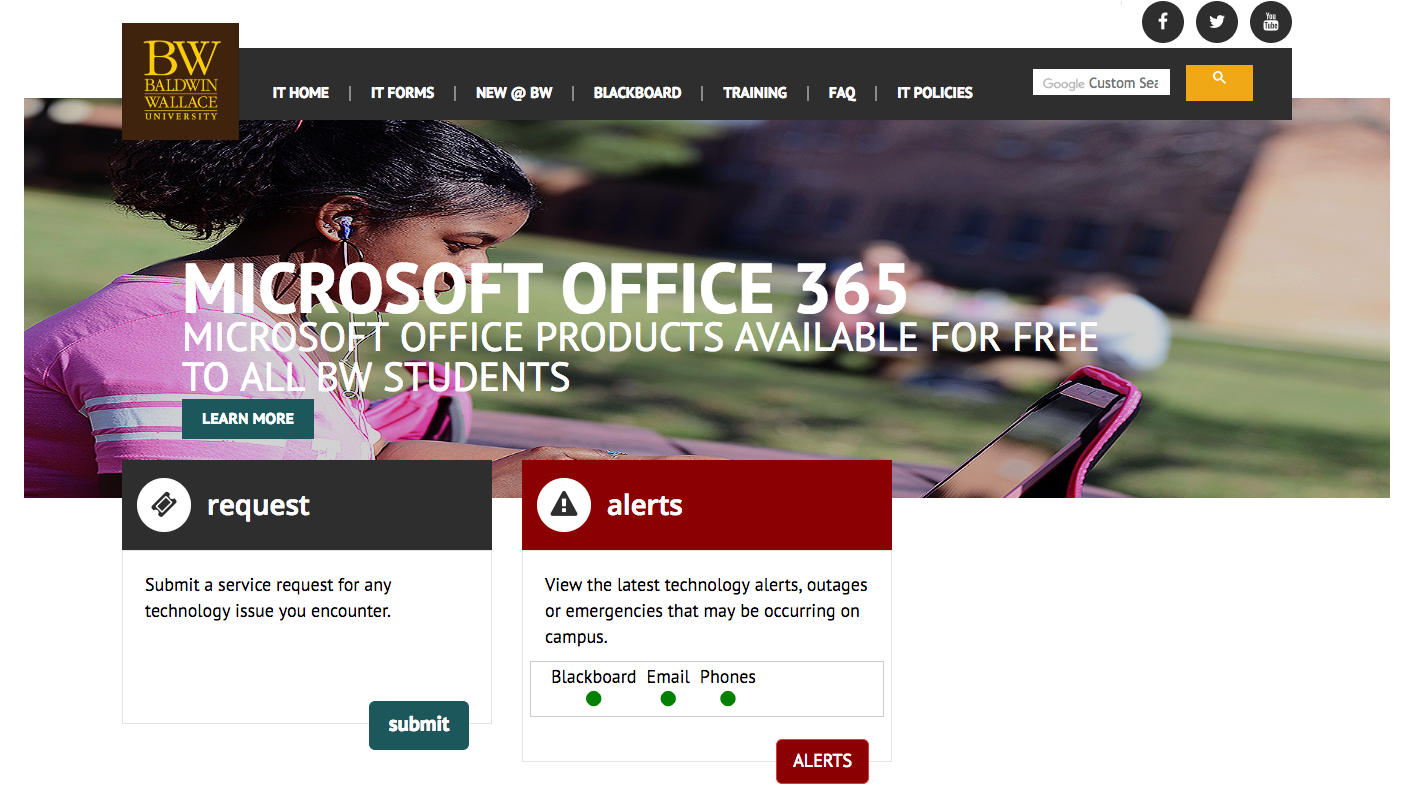 You
Tube
BW
BALDWIN
WALLACE
UNIVERSITY
IT HOME | IT FORMS | NEW @ BW | BLACKBOARD | TRAINING | FAQ | IT POLICIES
Google Custom Sea
MICROSOFT OFFICE 365
MICROSOFT OFFICE PRODUCTS AVAILABLE FOR FREE
TO ALL BW STUDENTS
LEARN MORE
request
Submit a service request for any
technology issue you encounter.
submit
alerts
View the latest technology alerts, outages
or emergencies that may be occurring on
campus.
Blackboard Email Phones
ALERTS